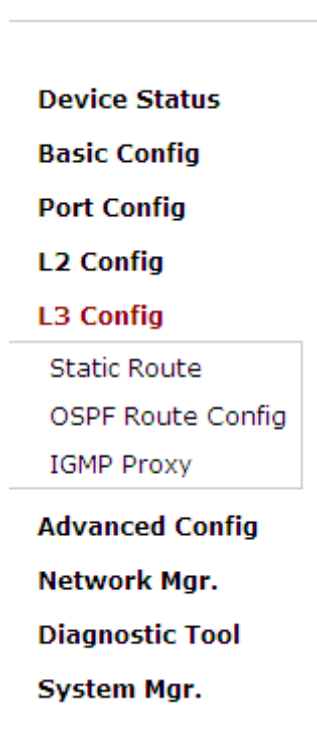 Device Status
Basic Config
Port Config
L2 Config
L3 Config
Static Route
OSPF Route Config
IGMP Proxy
Advanced Config
Network Mgr.
Diagnostic Tool
System Mgr.